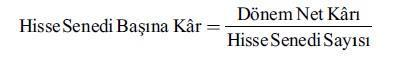 Hisse Senedi Başına Kâr = Dönem Net Kârı
Hisse Senedi Sayısı